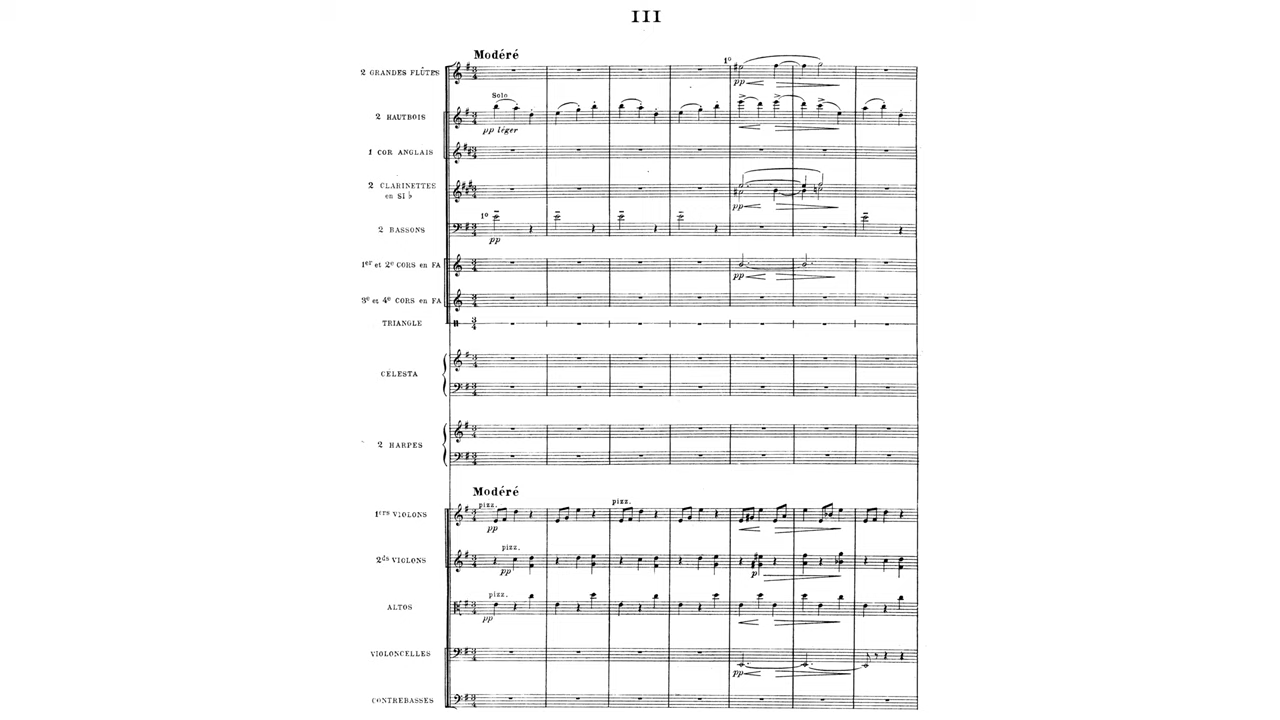 III
Modéré
1º
2 GRANDES FLÛTES
pp
Solo
2 HAUTBOIS
pp léger
1 COR ANGLAIS
2 CLARINETTES
en SI♭
pp
1º
2 BASSONS
pp
1er et 2e CORS en FA
pp
3e et 4e CORS en FA
TRIANGLE
CELESTA
2 HARPES
Modéré
pizz.
pizz.
1ers VIOLONS
pp
pizz.
2ds VIOLONS
pp
p
pizz.
ALTOS
pp
VIOLONCELLES
pp
CONTREBASSES